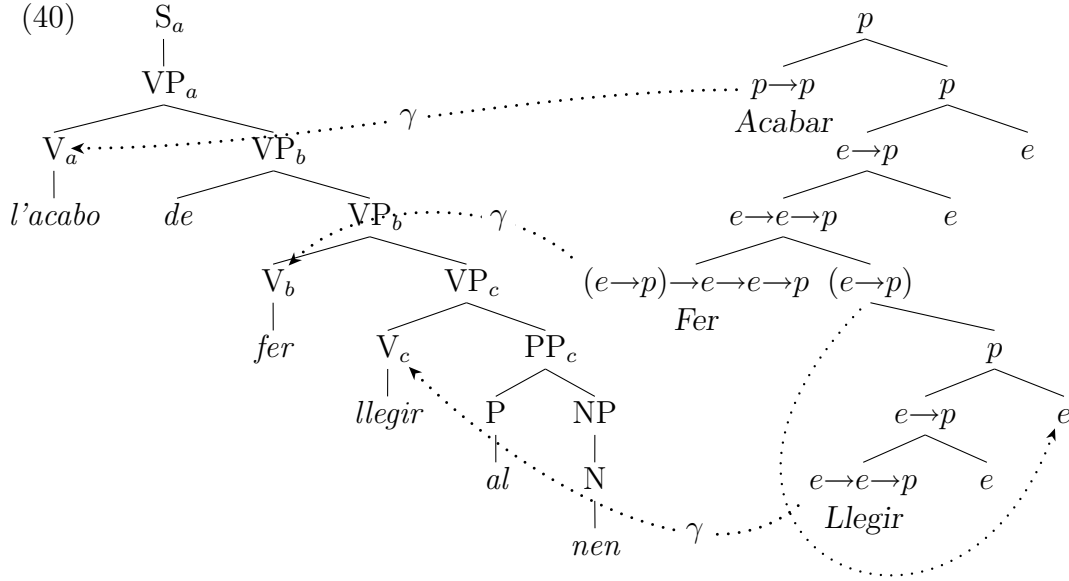 (40) S_a p
VP_a p→p p
γ Acabar
V_a VP_b e→p e
l'acabo de VP_b γ e→e→p e
V_b VP_c (e→p)→e→e→p (e→p)
Fer
fer V_c PP_c p
llegir P NP e→p e
al N e→e→p e
γ Llegir
nen